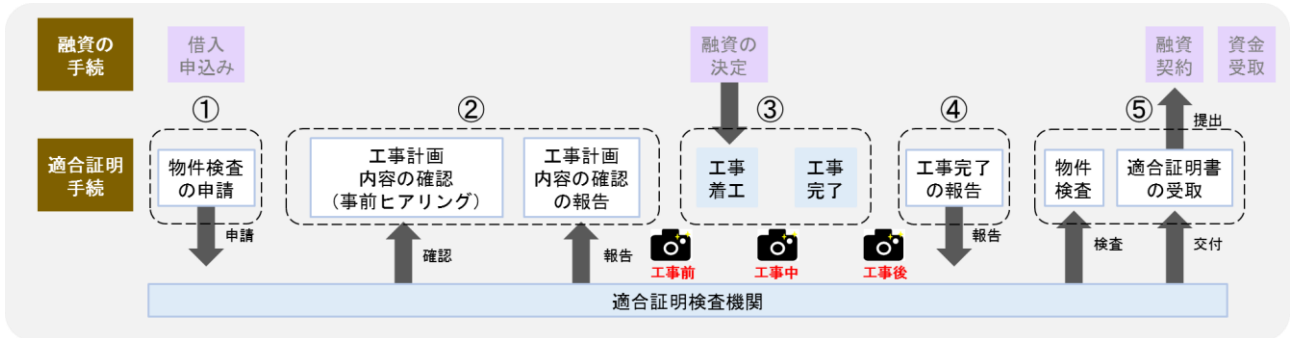 融資の
手続
借入
申込み
融資の
決定
融資
契約
資金
受取
①
②
③
④
⑤
提出
適合証明
手続
物件検査
の申請
工事計画
内容の確認
（事前ヒアリング）
工事計画
内容の確認
の報告
工事
着工
工事
完了
工事完了
の報告
物件
検査
適合証明書
の受取
申請
確認
報告
工事前
工事中
工事後
報告
検査
交付
適合証明検査機関